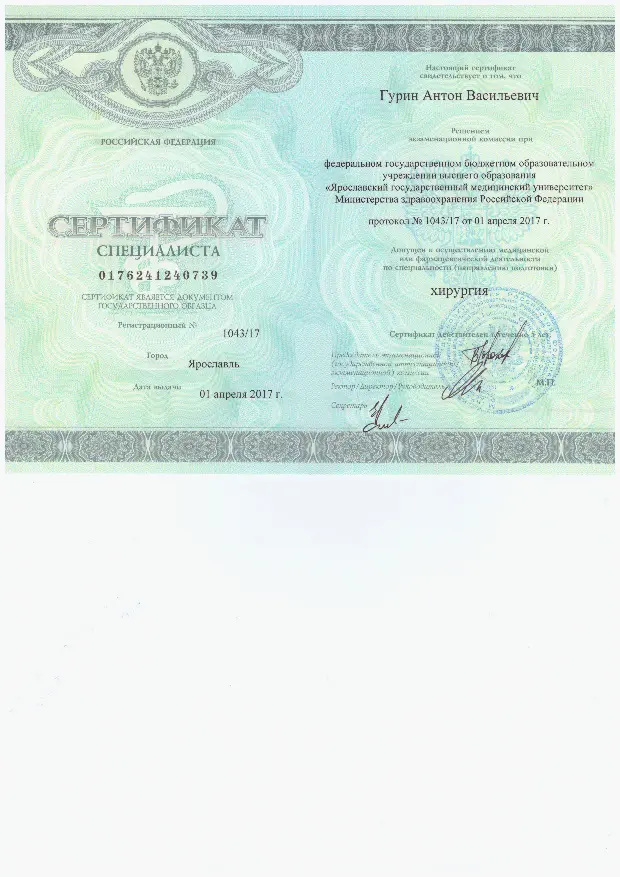 РОССИЙСКАЯ ФЕДЕРАЦИЯ
СЕРТИФИКАТ
СПЕЦИАЛИСТА
0176241240739
СЕРТИФИКАТ ЯВЛЯЕТСЯ ДОКУМЕНТОМ
ГОСУДАРСТВЕННОГО ОБРАЗЦА
Регистрационный №
1043/17
Город
Ярославль
Дата выдачи
01 апреля 2017 г.
Настоящий сертификат
свидетельствует о том, что
Гурин Антон Васильевич
Решением
экзаменационной комиссии при
федеральном государственном бюджетном образовательном
учреждении высшего образования
«Ярославский государственный медицинский университет»
Министерства здравоохранения Российской Федерации
протокол № 1043/17 от 01 апреля 2017 г.
Допущен к осуществлению медицинской
или фармацевтической деятельности
по специальности (направлению подготовки)
хирургия
Сертификат действителен в течение 5 лет.
Председатель экзаменационной
(государственной аттестационной
экзаменационной) комиссии
Ректор/Директор/Руководитель
М.П.
Секретарь